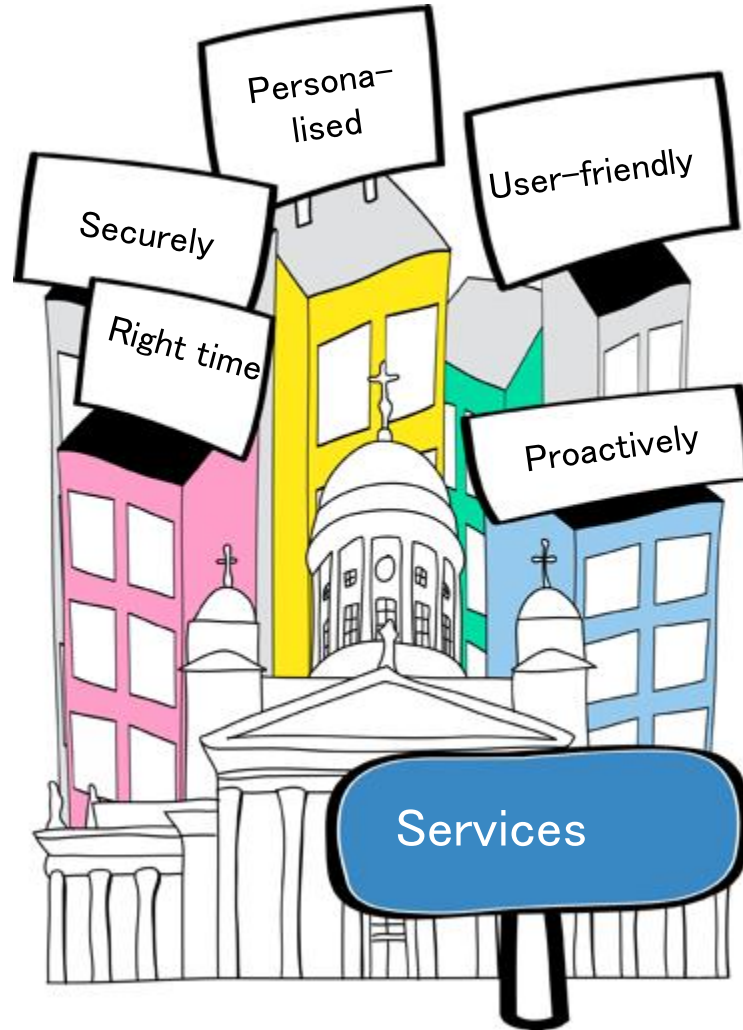 Persona-
lised
User-friendly
Securely
Right time
Proactively
Services